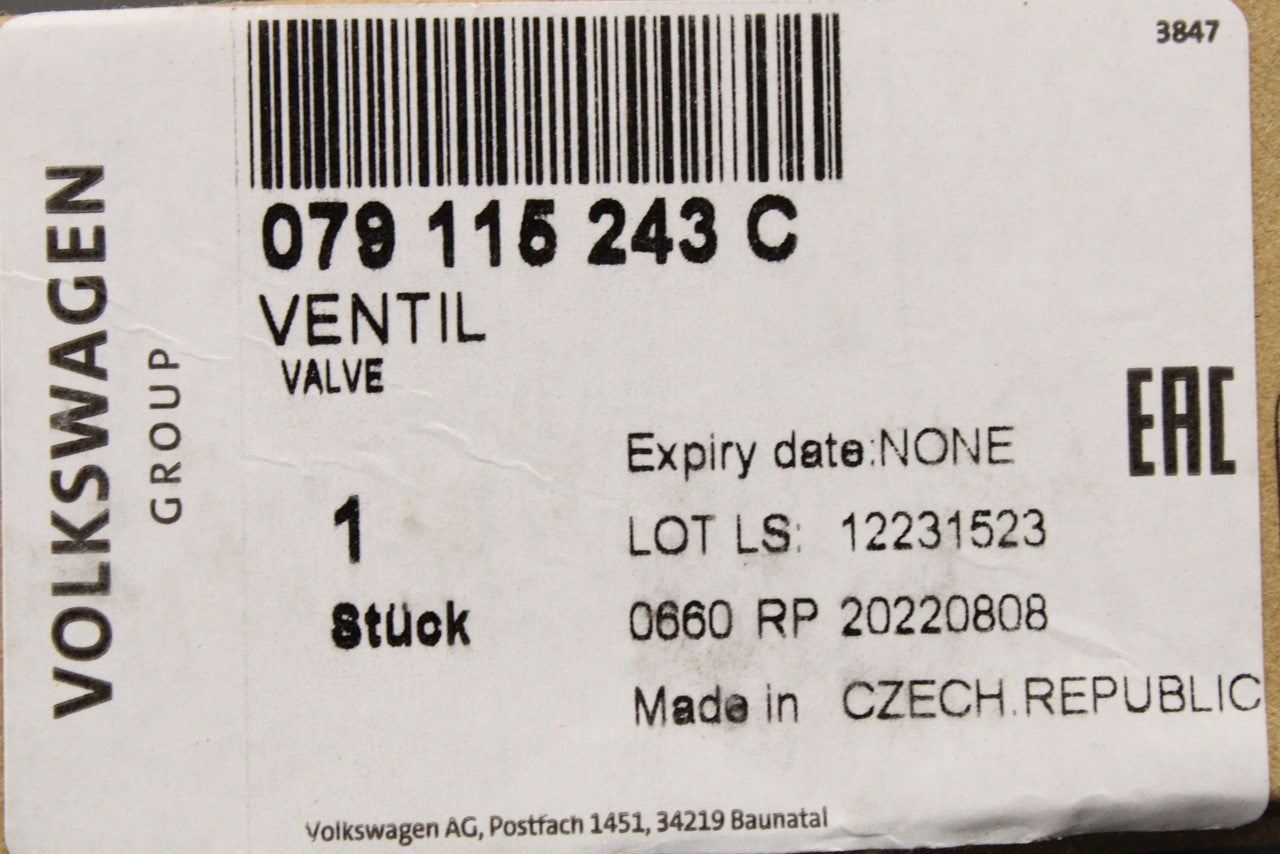 3847
VOLKSWAGEN
GROUP
079 115 243 C
VENTIL
VALVE
EAC
Expiry date:NONE
1
LOT LS: 12231523
Stück
0660 RP 20220808
Made in CZECH.REPUBLIC
Volkswagen AG, Postfach 1451, 34219 Baunatal